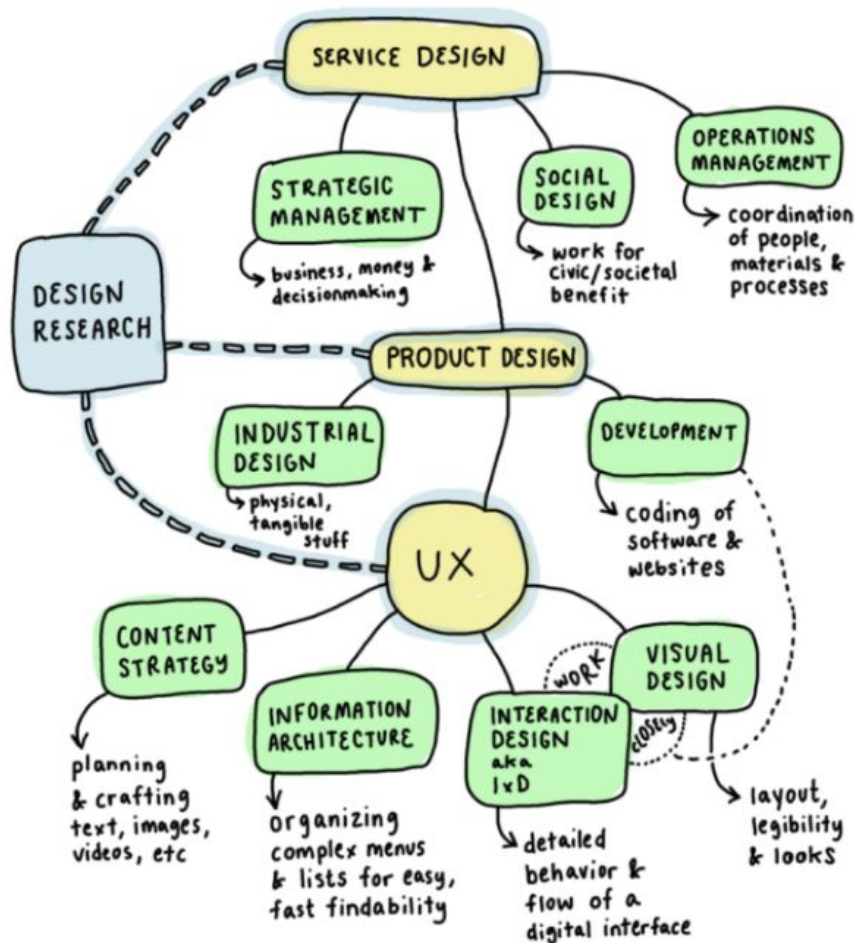 SERVICE DESIGN
STRATEGIC
MANAGEMENT
business, money &
decisionmaking
SOCIAL
DESIGN
work for
civic/societal
benefit
OPERATIONS
MANAGEMENT
coordination
of people,
materials &
processes
DESIGN
RESEARCH
PRODUCT DESIGN
INDUSTRIAL
DESIGN
physical,
tangible
stuff
DEVELOPMENT
coding of
software &
websites
UX
CONTENT
STRATEGY
planning
& crafting
text, images,
videos, etc
INFORMATION
ARCHITECTURE
organizing
complex menus
& lists for easy,
fast findability
INTERACTION
DESIGN
aka
IxD
detailed
behavior &
flow of a
digital interface
WORK
CLOSELY
VISUAL
DESIGN
layout,
legibility
& looks